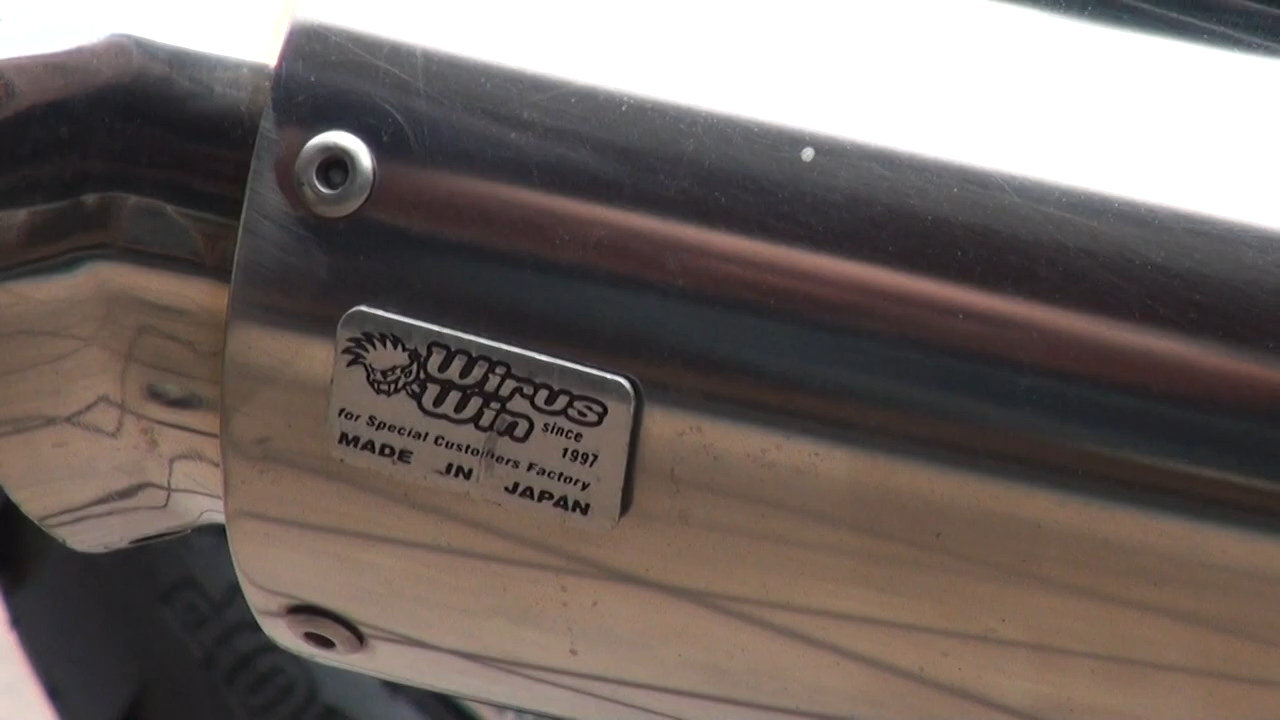 Wirus
Win
since
1997
for Special Customers Factory
MADE IN JAPAN